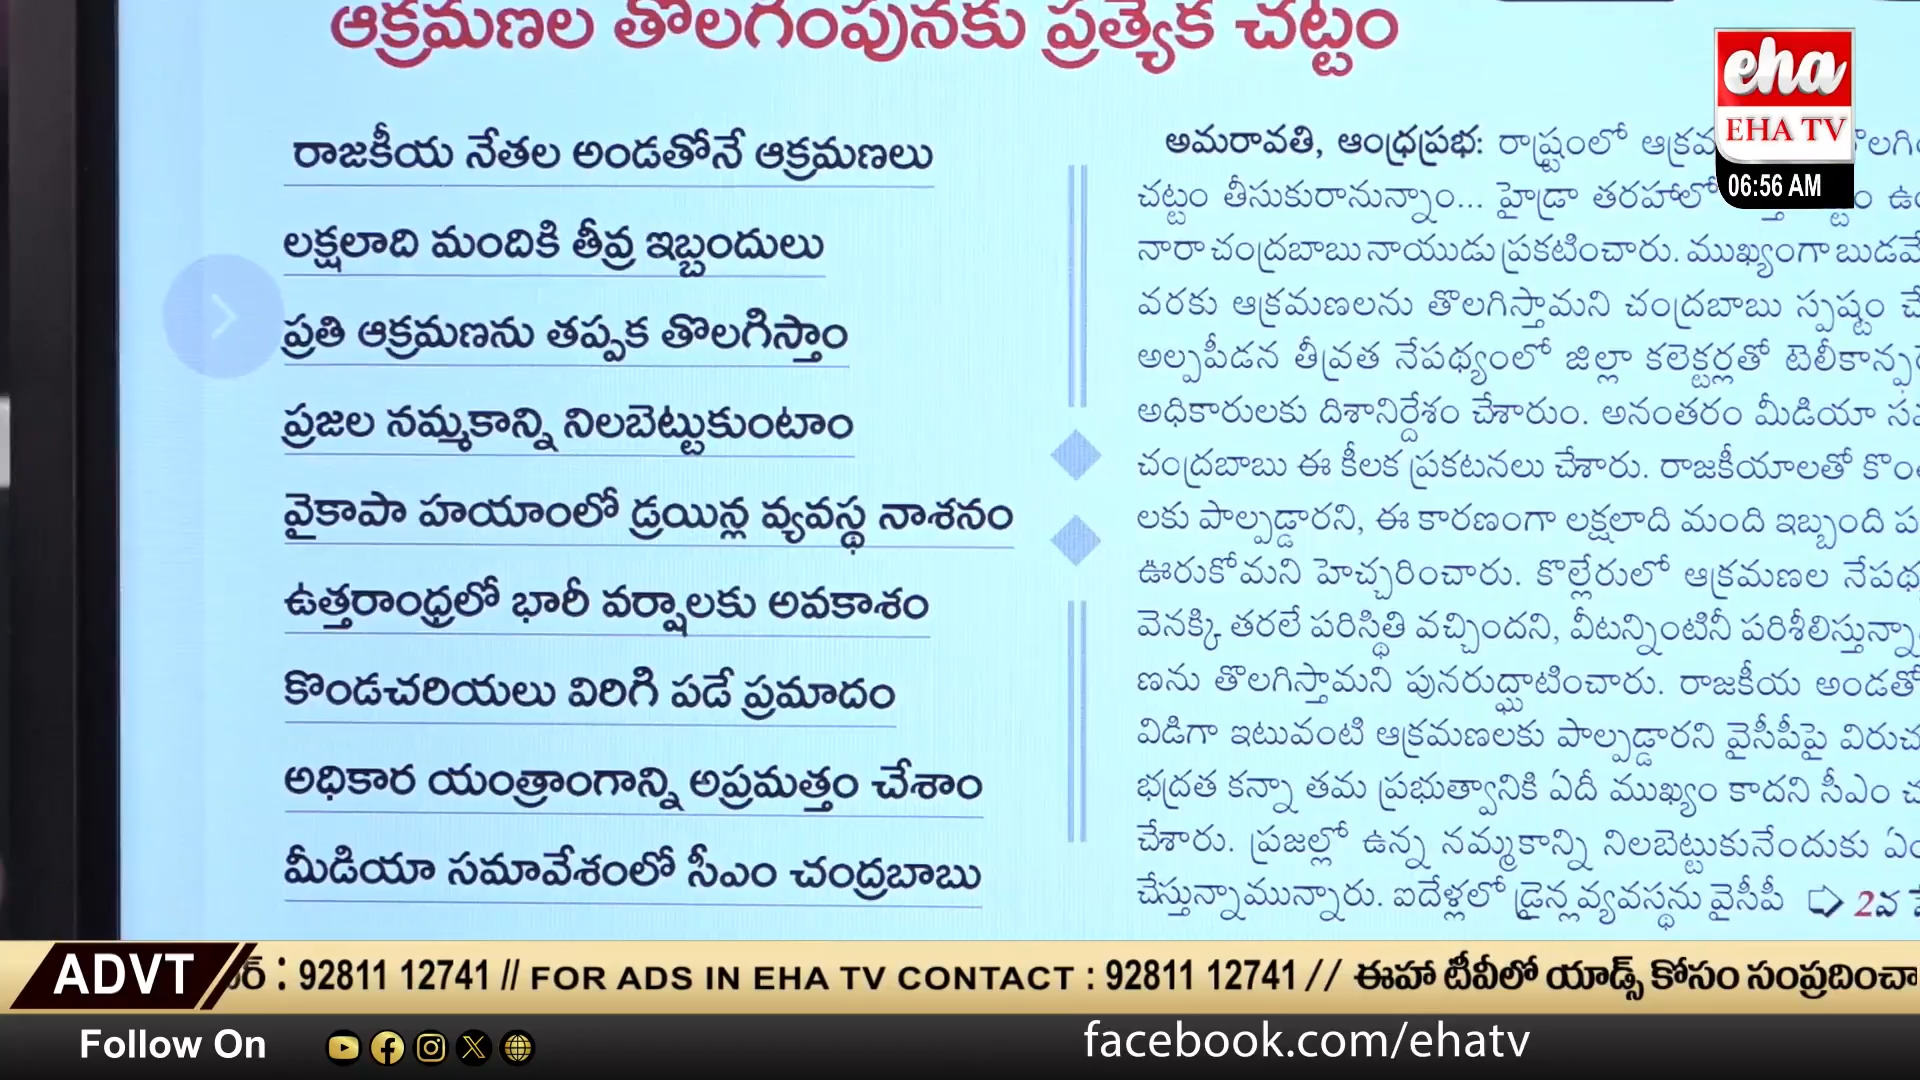 ఆక్రమణల తొలగింపునకు ప్రత్యేక చట్టం
eha
EHA TV
06:56 AM
రాజకీయ నేతల అండతోనే ఆక్రమణలు
లక్షలాది మందికి తీవ్ర ఇబ్బందులు
ప్రతి ఆక్రమణను తప్పక తొలగిస్తాం
ప్రజల నమ్మకాన్ని నిలబెట్టుకుంటాం
వైకాపా హయాంలో డ్రయిన్ల వ్యవస్థ నాశనం
ఉత్తరాంధ్రలో భారీ వర్షాలకు అవకాశం
కొండచరియలు విరిగి పడే ప్రమాదం
అధికార యంత్రాంగాన్ని అప్రమత్తం చేశాం
మీడియా సమావేశంలో సీఎం చంద్రబాబు
అమరావతి, ఆంధ్రప్రభ: రాష్ట్రంలో
చట్టం తీసుకురానున్నాం... హైడ్రా తరహాలో
నారా చంద్రబాబు నాయుడు ప్రకటించారు. ముఖ్యంగా
వరకు ఆక్రమణలను తొలగిస్తామని చంద్రబాబు స్పష్టం
అల్పపీడన తీవ్రత నేపథ్యంలో జిల్లా కలెక్టర్లతో
అధికారులకు దిశానిర్దేశం చేశారుం. అనంతరం మీడియా
చంద్రబాబు ఈ కీలక ప్రకటనలు చేశారు. రాజకీయాలతో
లకు పాల్పడ్డారని, ఈ కారణంగా లక్షలాది మంది ఇబ్బంది
ఊరుకోమని హెచ్చరించారు. కొల్లేరులో ఆక్రమణల
వెనక్కి తరలే పరిస్థితి వచ్చిందని, వీటన్నింటినీ
ణను తొలగిస్తామని పునరుద్ఘాటించారు. రాజకీయ
విడిగా ఇటువంటి ఆక్రమణలకు పాల్పడ్డారని వైసీపీపై
భద్రత కన్నా తమ ప్రభుత్వానికి ఏదీ ముఖ్యం కాదని సీఎం
చేశారు. ప్రజల్లో ఉన్న నమ్మకాన్ని నిలబెట్టుకునేందుకు
చేస్తున్నామున్నారు. ఐదేళ్లలో డ్రైన్ల వ్యవస్థను వైసీపీ 2వ
ADVT : 92811 12741 // FOR ADS IN EHA TV CONTACT : 92811 12741 // ఈహా టీవీలో యాడ్స్ కోసం
Follow On facebook.com/ehatv